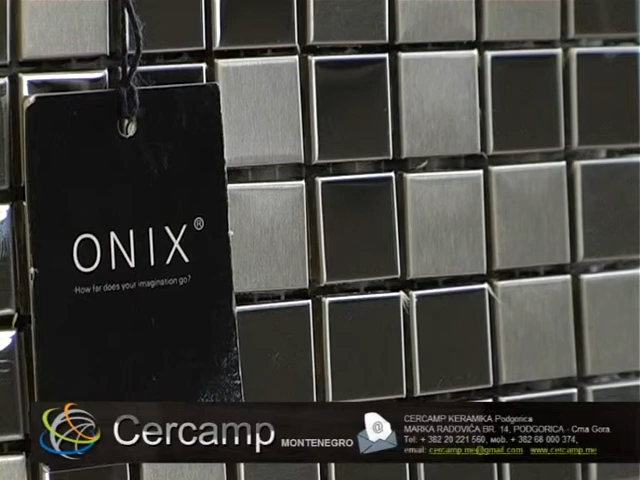 ONIX®
How far does your imagination go?
Cercamp MONTENEGRO
@
CERCAMP KERAMIKA Podgorica
MARKA RADOVIĆA BR. 14, PODGORICA - Crna Gora.
Tel: + 382 20 221 560, моb. + 382 68 000 374,
email: cercamp.me@gmail.com www.cercamp.me